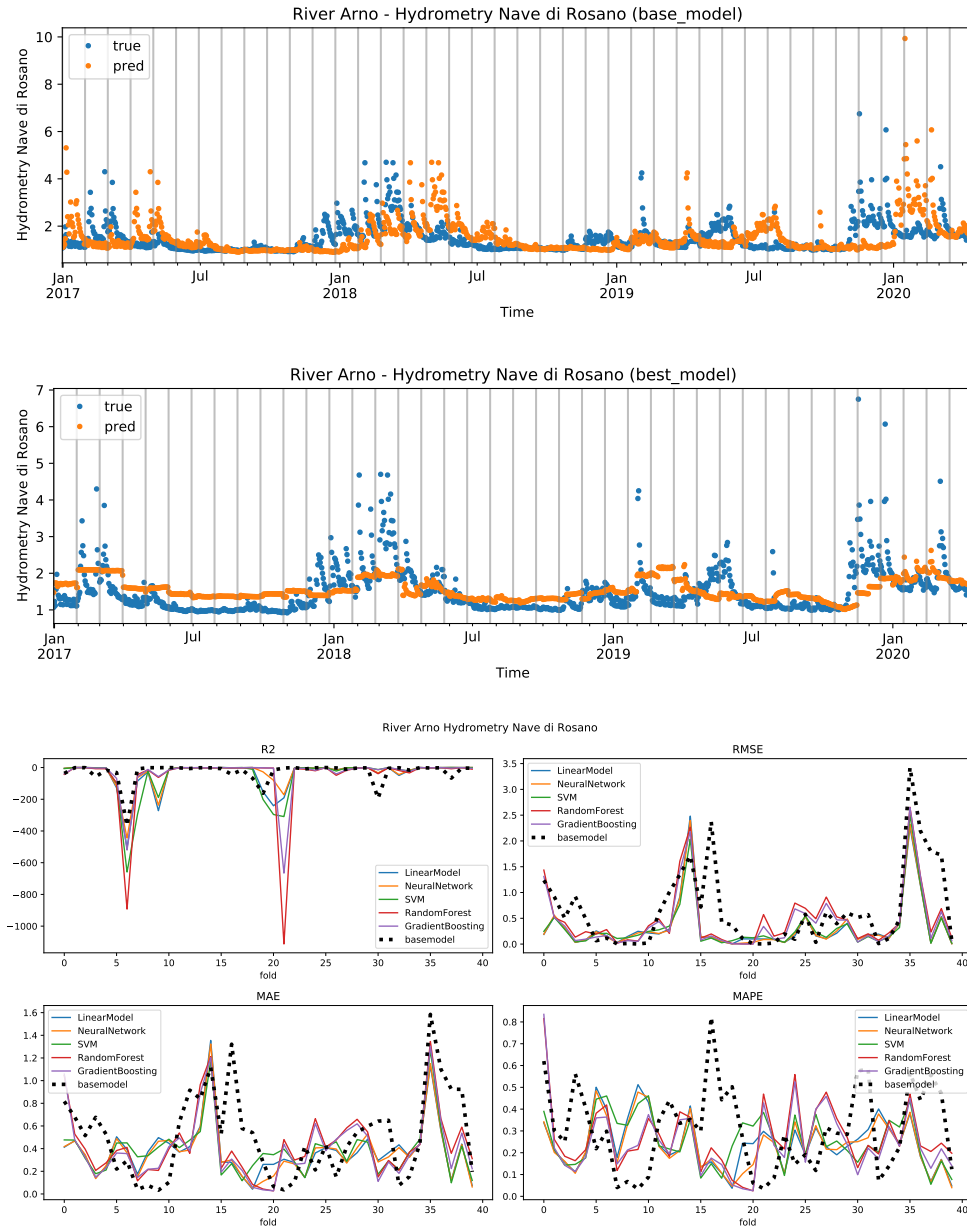 River Arno - Hydrometry Nave di Rosano (base_model)
true
pred
Hydrometry Nave di Rosano
10
8
6
4
2
Jan Jul Jan Jul Jan Jul Jan
2017 2018 2019 2020
Time
River Arno - Hydrometry Nave di Rosano (best_model)
true
pred
Hydrometry Nave di Rosano
7
6
5
4
3
2
1
Jan Jul Jan Jul Jan Jul Jan
2017 2018 2019 2020
Time
River Arno Hydrometry Nave di Rosano
R2
0
−200
−400
−600
−800
−1000
LinearModel
NeuralNetwork
SVM
RandomForest
GradientBoosting
basemodel
0 5 10 15 20 25 30 35 40
fold
RMSE
3.5
3.0
2.5
2.0
1.5
1.0
0.5
0.0
LinearModel
NeuralNetwork
SVM
RandomForest
GradientBoosting
basemodel
0 5 10 15 20 25 30 35 40
fold
MAE
1.6
1.4
1.2
1.0
0.8
0.6
0.4
0.2
0.0
LinearModel
NeuralNetwork
SVM
RandomForest
GradientBoosting
basemodel
0 5 10 15 20 25 30 35 40
fold
MAPE
0.8
0.7
0.6
0.5
0.4
0.3
0.2
0.1
0.0
LinearModel
NeuralNetwork
SVM
RandomForest
GradientBoosting
basemodel
0 5 10 15 20 25 30 35 40
fold